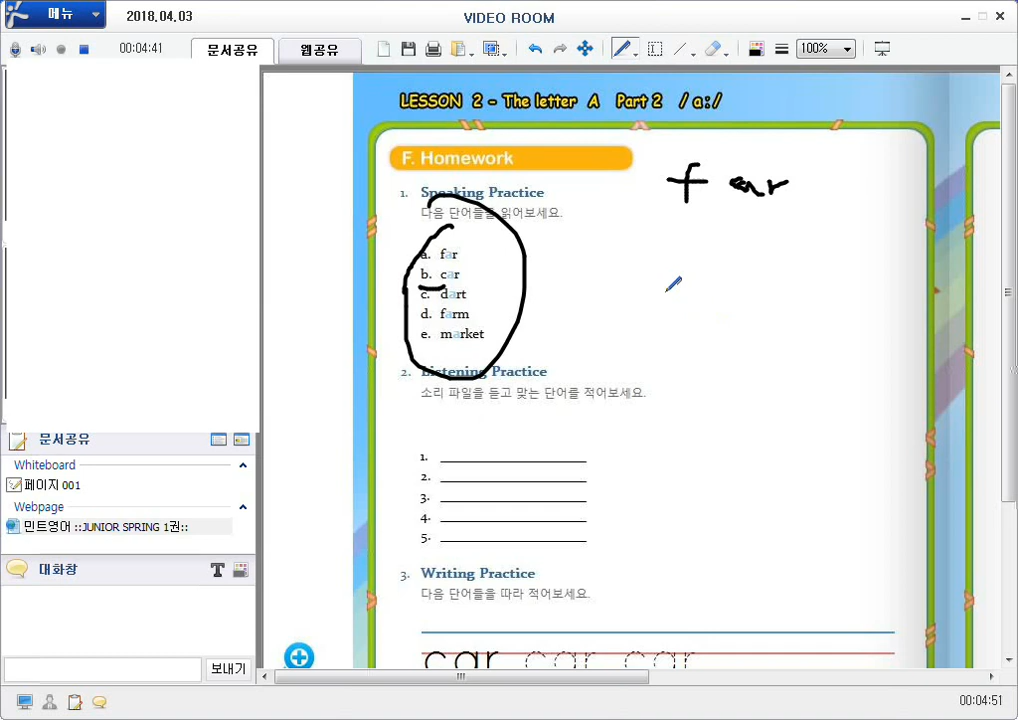 메뉴 2018.04.03 VIDEO ROOM
00:04:41 문서공유 웹공유 100%
LESSON 2 - The letter A Part 2 /a:/
F. Homework
f ar
1. Speaking Practice
다음 단어들을 읽어보세요.
a. far
b. car
c. dart
d. farm
e. market
2. Listening Practice
소리 파일을 듣고 맞는 단어를 적어보세요.
1.
2.
3.
4.
5.
3. Writing Practice
다음 단어들을 따라 적어보세요.
car car car
문서공유
Whiteboard
페이지 001
Webpage
민트영어 ::JUNIOR SPRING 1권::
대화창
T
보내기
00:04:51